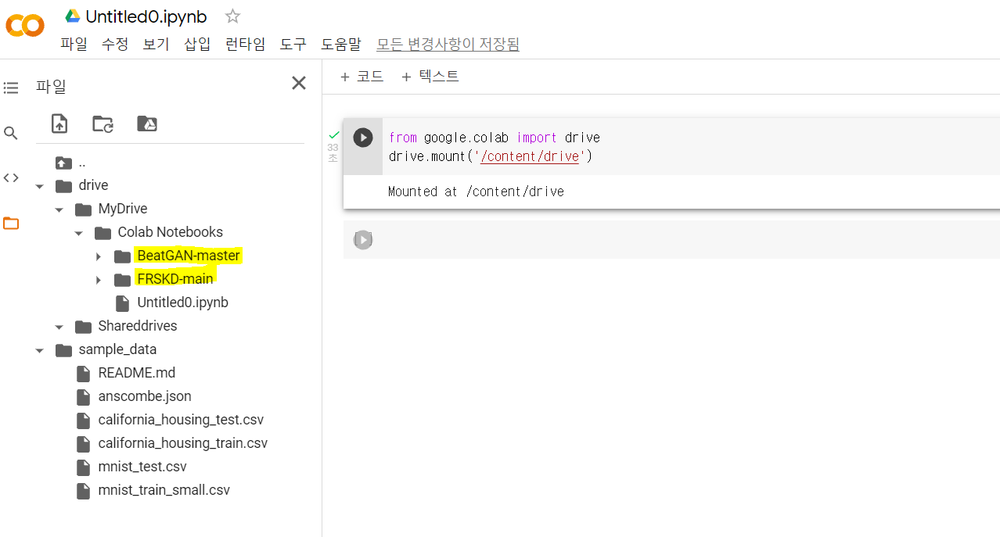 Untitled0.ipynb
파일 수정 보기 삽입 런타임 도구 도움말 모든 변경사항이 저장됨
파일
+ 코드 + 텍스트
..
drive
MyDrive
Colab Notebooks
BeatGAN-master
FRSKD-main
Untitled0.ipynb
Shareddrives
sample_data
README.md
anscombe.json
california_housing_test.csv
california_housing_train.csv
mnist_test.csv
mnist_train_small.csv
33
초
from google.colab import drive
drive.mount('/content/drive')
Mounted at /content/drive
[ ]